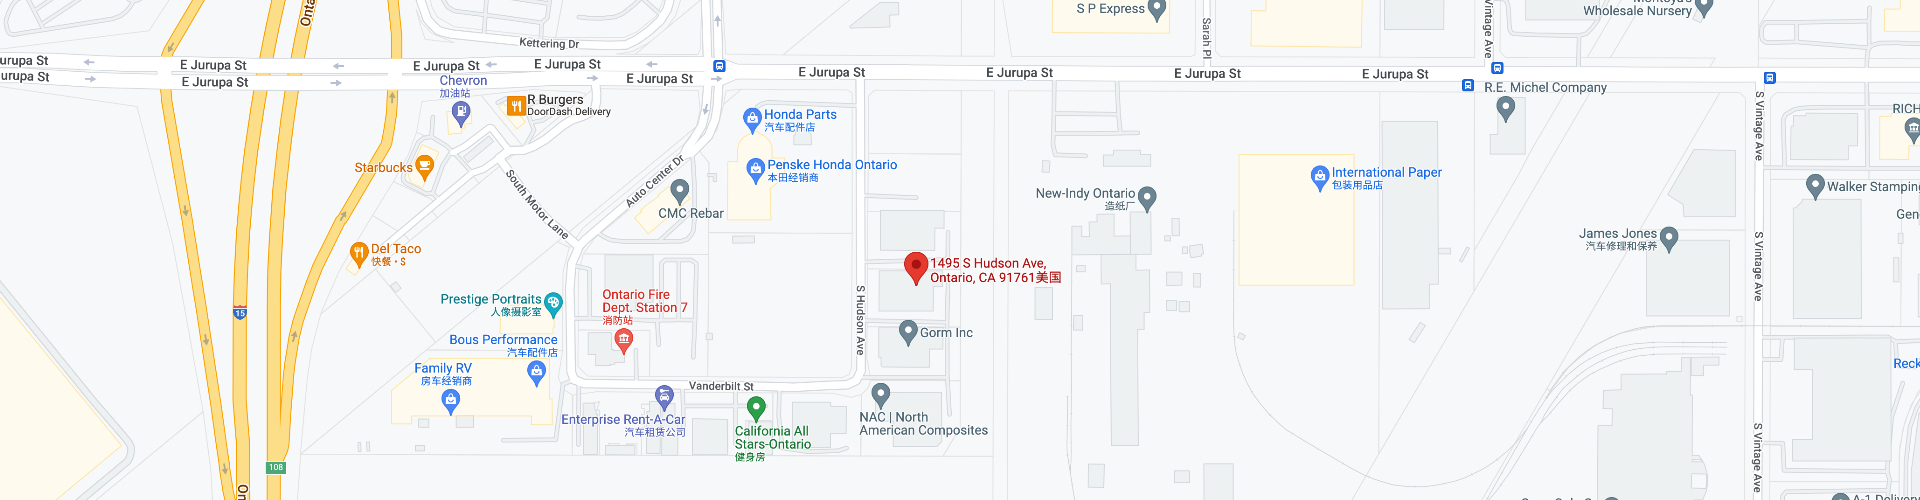 S P Express
Wholesale Nursery
Kettering Dr
Sarah Pl
S Vintage Ave
E Jurupa St
E Jurupa St
E Jurupa St
E Jurupa St
E Jurupa St
E Jurupa St
E Jurupa St
E Jurupa St
E Jurupa St
E Jurupa St
Chevron
加油站
R Burgers
DoorDash Delivery
R.E. Michel Company
Honda Parts
汽车配件店
S Vintage Ave
Starbucks
Penske Honda Ontario
本田经销商
International Paper
包装用品店
South Motor Lane
Auto Center Dr
CMC Rebar
New-Indy Ontario
造纸厂
Walker Stamping
Del Taco
快餐·$
James Jones
汽车修理和保养
1495 S Hudson Ave,
Ontario, CA 91761美国
S Vintage Ave
Prestige Portraits
人像摄影室
Ontario Fire
Dept. Station 7
消防站
15
S Hudson Ave
Gorm Inc
Bous Performance
汽车配件店
Family RV
房车经销商
Vanderbilt St
Enterprise Rent-A-Car
汽车租赁公司
NAC | North
American Composites
California All
Stars-Ontario
健身房
S Vintage Ave
108
A-1 Delivery